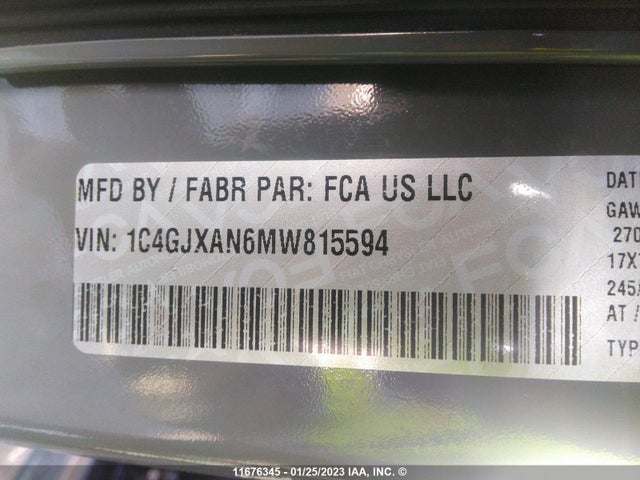 MFD BY / FABR PAR: FCA US LLC
VIN: 1C4GJXAN6MW815594
DAT
GAW
270
17X
245/
AT /
TYP
11676345 - 01/25/2023 IAA, INC. ©